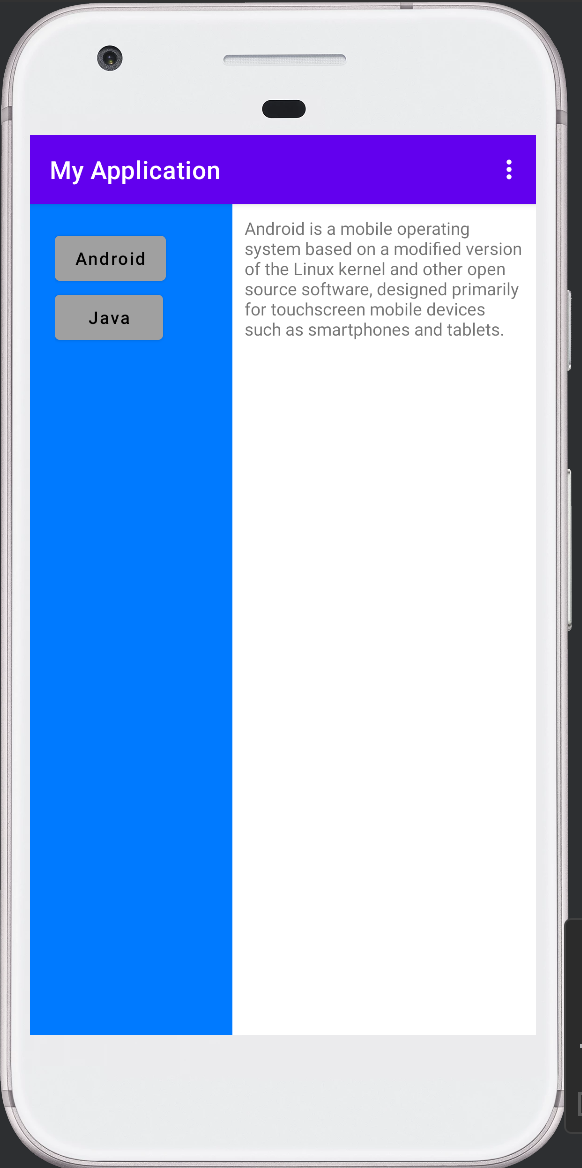 My Application
Android
Java
Android is a mobile operating
system based on a modified version
of the Linux kernel and other open
source software, designed primarily
for touchscreen mobile devices
such as smartphones and tablets.